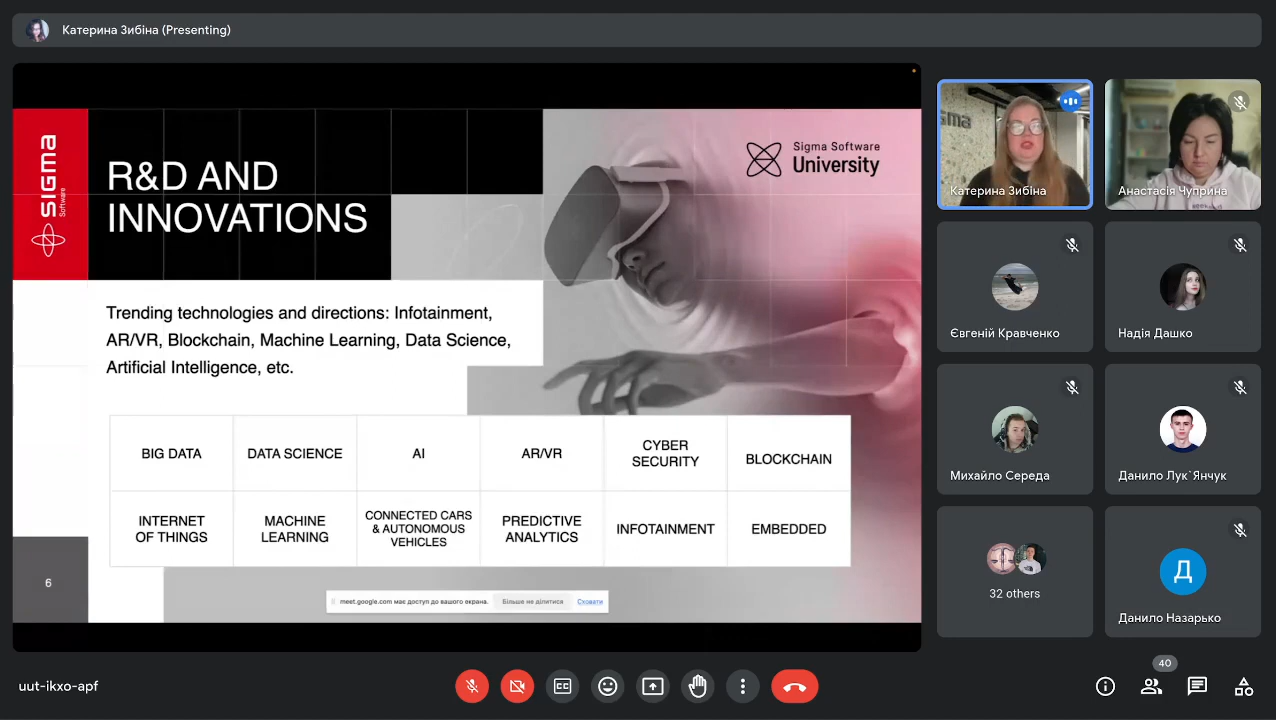 Катерина Зибіна (Presenting)
SIGMA
Software
R&D AND
INNOVATIONS
Sigma Software
University
Trending technologies and directions: Infotainment,
AR/VR, Blockchain, Machine Learning, Data Science,
Artificial Intelligence, etc.
BIG DATA
DATA SCIENCE
AI
AR/VR
CYBER
SECURITY
BLOCKCHAIN
INTERNET
OF THINGS
MACHINE
LEARNING
CONNECTED CARS
& AUTONOMOUS
VEHICLES
PREDICTIVE
ANALYTICS
INFOTAINMENT
EMBEDDED
6
meet.google.com має доступ до вашого екрана.
Більше не ділитися
Сховати
Катерина Зибіна
Анастасія Чуприна
Євгеній Кравченко
Надія Дашко
Михайло Середа
Данило Лук`Янчук
32 others
Д
Данило Назарько
uut-ikxo-apf
CC
40